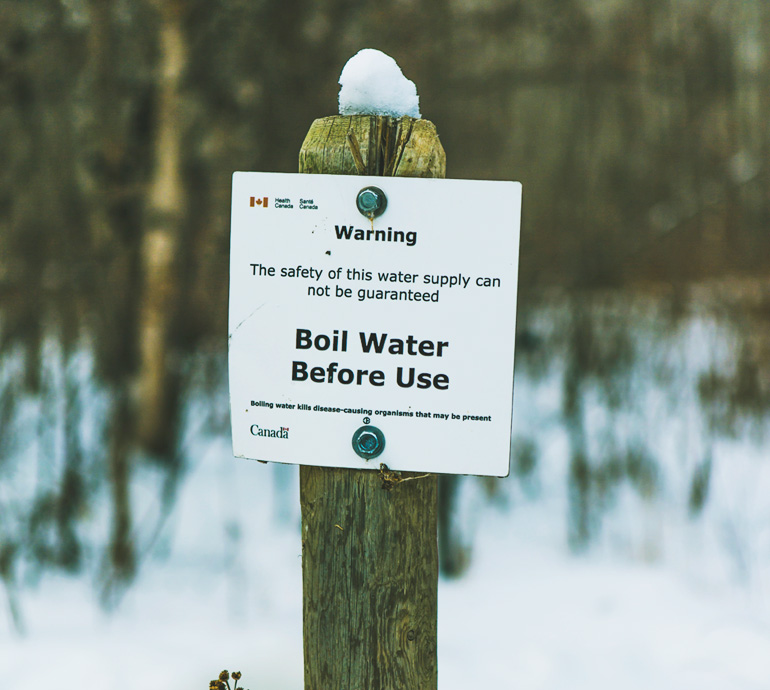 Health Canada
Santé Canada
Warning
The safety of this water supply can
not be guaranteed
Boil Water
Before Use
Boiling water kills disease-causing organisms that may be present
Canada